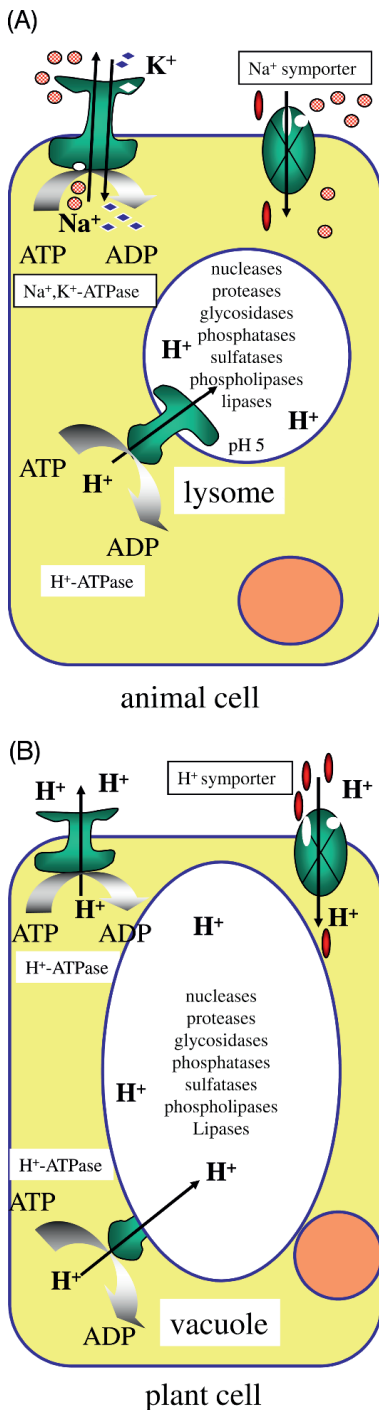 (A)
K⁺
Na⁺ symporter
Na⁺
ATP ADP
Na⁺,K⁺-ATPase
nucleases
proteases
glycosidases
phosphatases
sulfatases
phospholipases
lipases
H⁺
H⁺
pH 5
ATP
H⁺
lysome
ADP
H⁺-ATPase
animal cell
(B)
H⁺ symporter
H⁺
H⁺
H⁺
H⁺
H⁺
ATP ADP
H⁺-ATPase
H⁺
nucleases
proteases
glycosidases
phosphatases
sulfatases
phospholipases
Lipases
H⁺
H⁺
H⁺-ATPase
ATP
H⁺
ADP
vacuole
plant cell